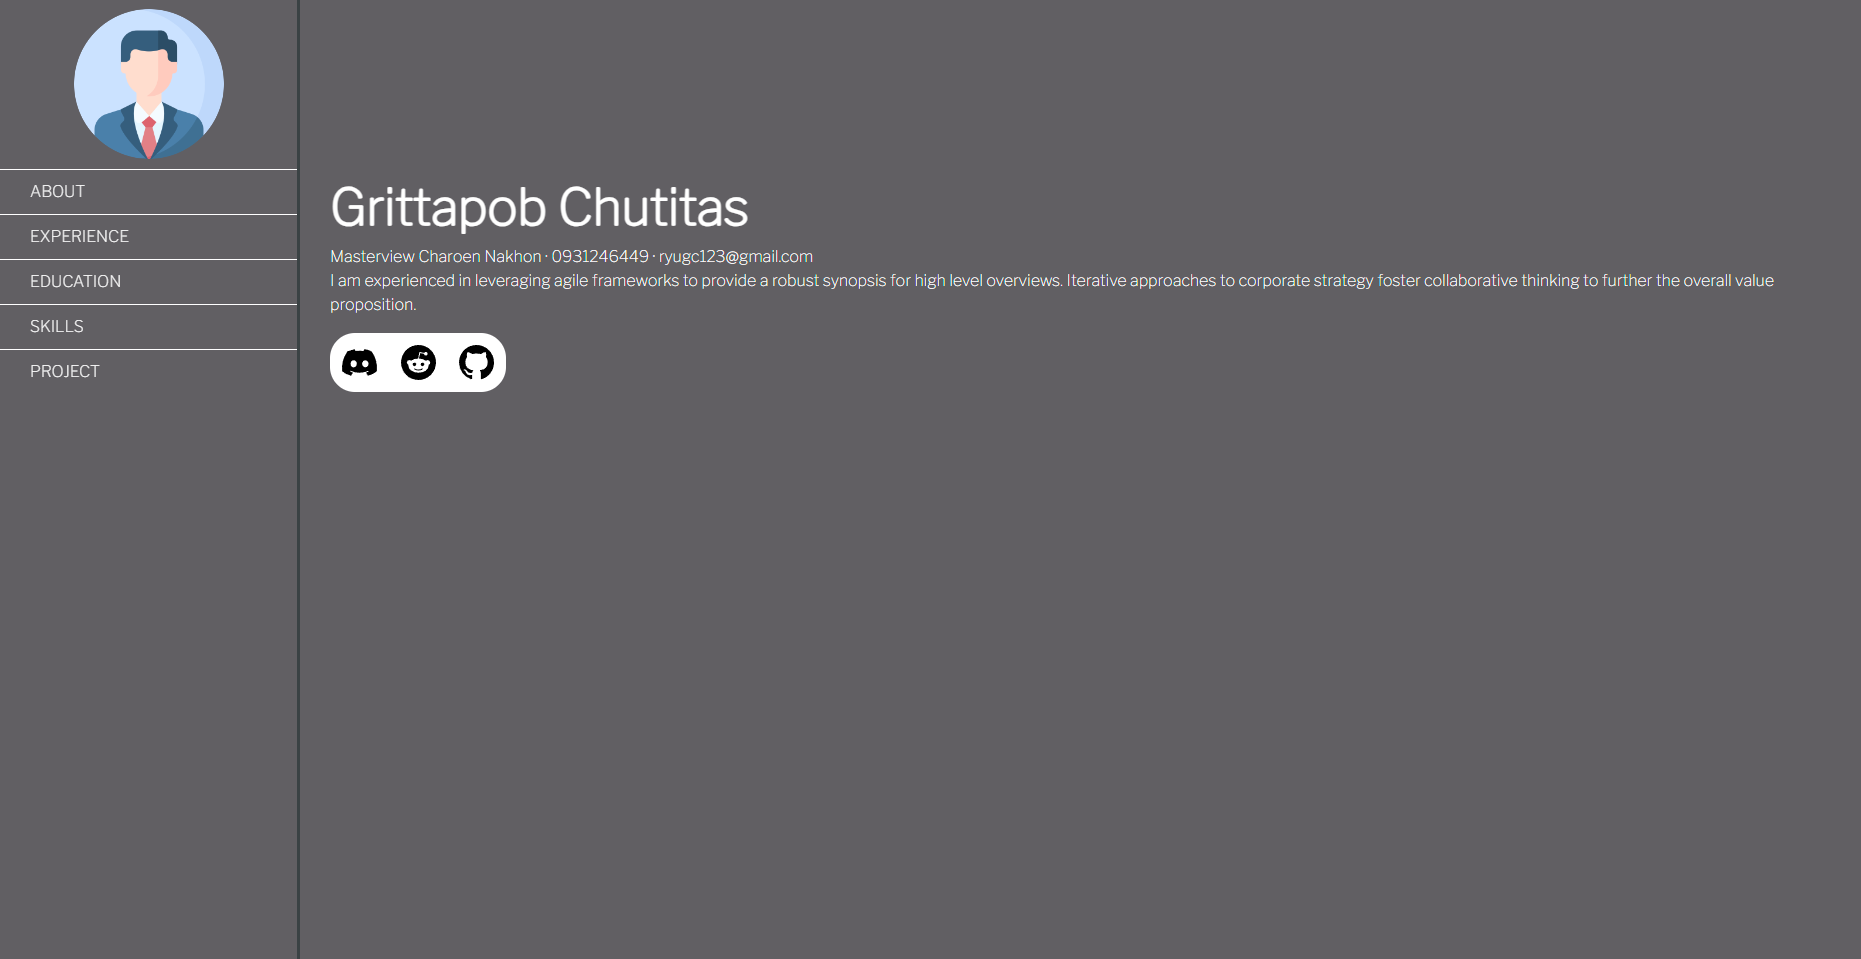 ABOUT
EXPERIENCE
EDUCATION
SKILLS
PROJECT
Grittapob Chutitas
Masterview Charoen Nakhon · 0931246449 · ryugc123@gmail.com
I am experienced in leveraging agile frameworks to provide a robust synopsis for high level overviews. Iterative approaches to corporate strategy foster collaborative thinking to further the overall value
proposition.